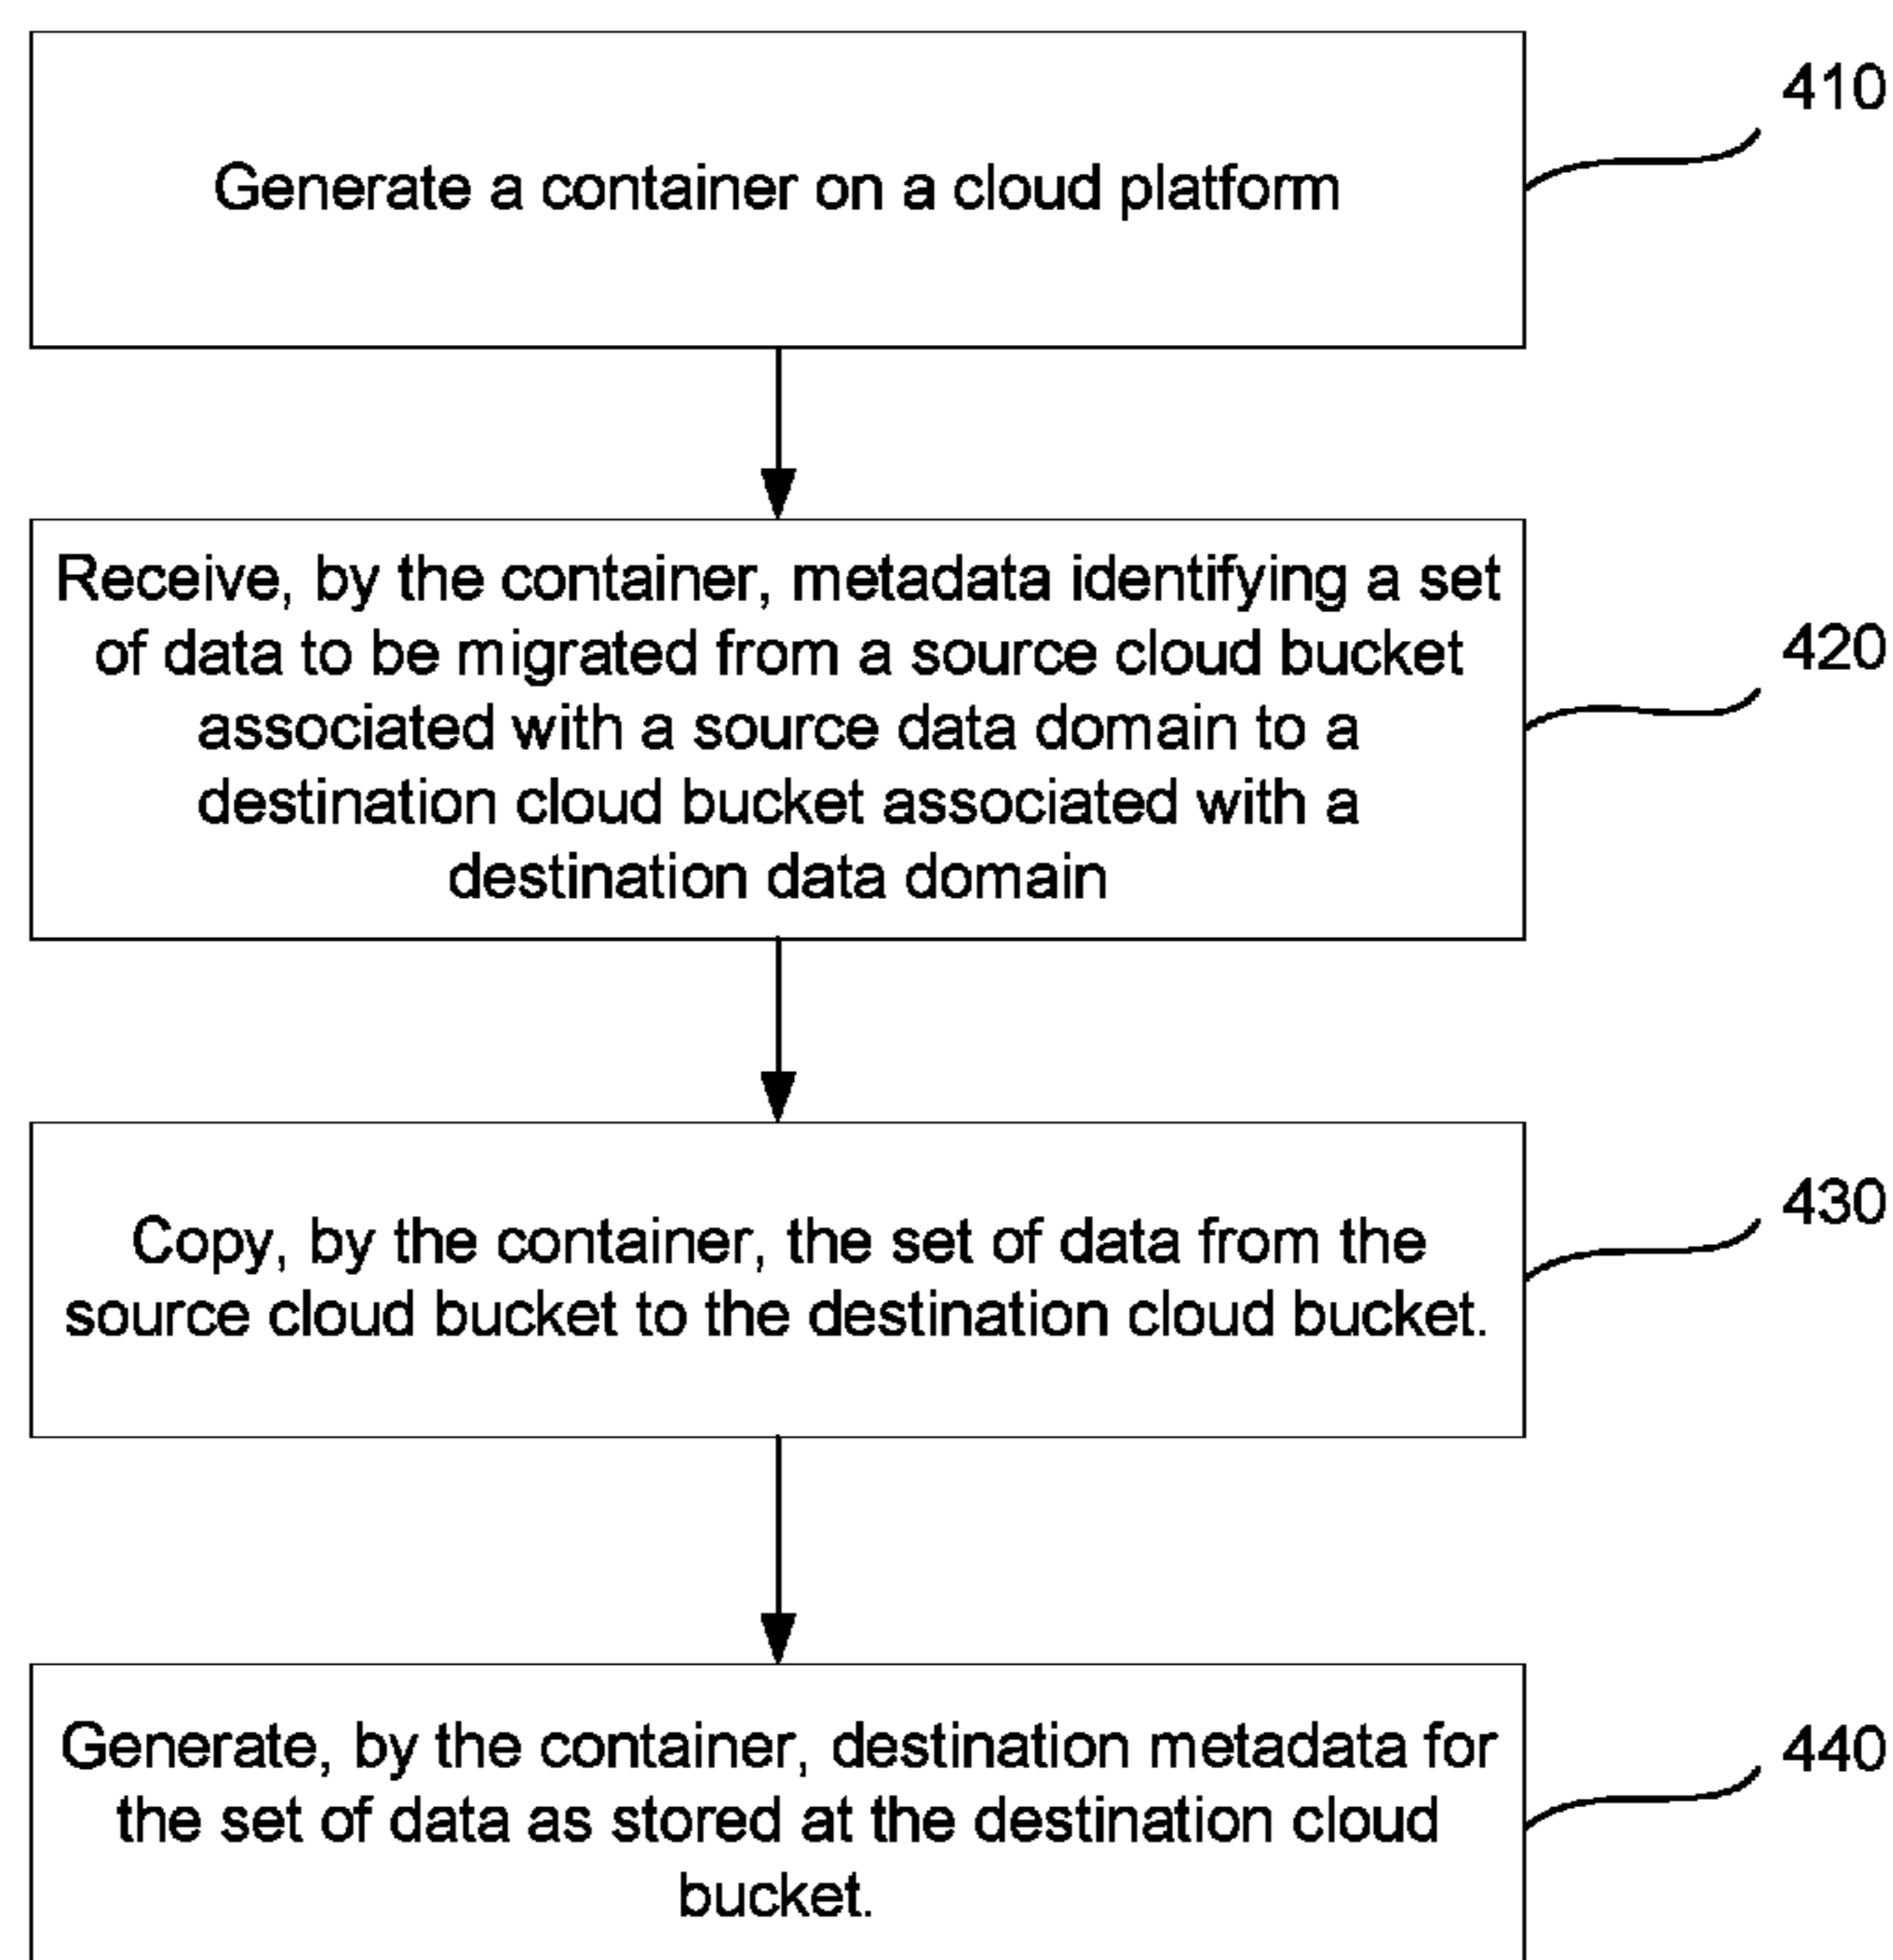 410
Generate a container on a cloud platform
Receive, by the container, metadata identifying a set
of data to be migrated from a source cloud bucket
associated with a source data domain to a
destination cloud bucket associated with a
destination data domain
420
Copy, by the container, the set of data from the
source cloud bucket to the destination cloud bucket.
430
Generate, by the container, destination metadata for
the set of data as stored at the destination cloud
bucket.
440